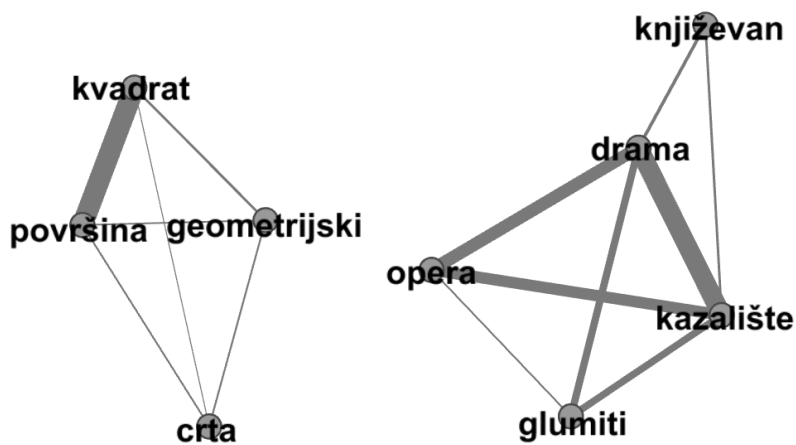 kvadrat
površina
geometrijski
crta
književan
drama
opera
kazalište
glumiti